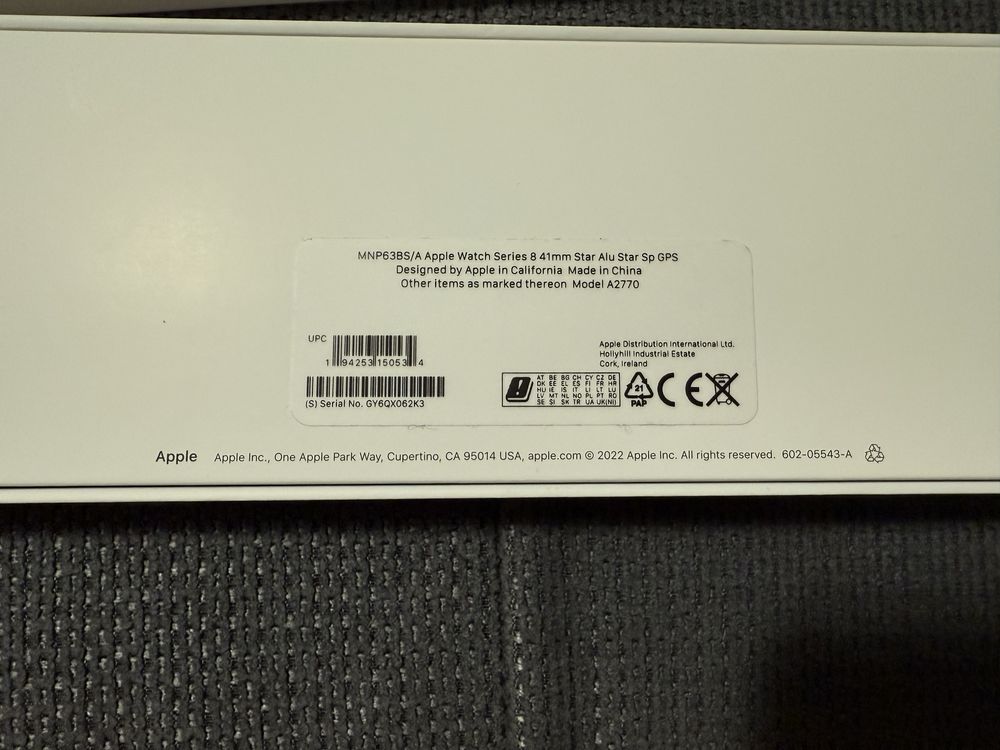 MNP63BS/A Apple Watch Series 8 41mm Star Alu Star Sp GPS
Designed by Apple in California Made in China
Other items as marked thereon Model A2770
UPC
1 94253 15053 4
(S) Serial No. GY6QX062K3
Apple Distribution International Ltd.
Hollyhill Industrial Estate
Cork, Ireland
AT BE BG CH CY CZ DE
DK EE EL ES FI FR HR
HU IE IS IT LI LT LU
LV MT NL NO PL PT RO
SE SI SK TR UA UK(NI)
21
PAP
CE
Apple Apple Inc., One Apple Park Way, Cupertino, CA 95014 USA, apple.com © 2022 Apple Inc. All rights reserved. 602-05543-A